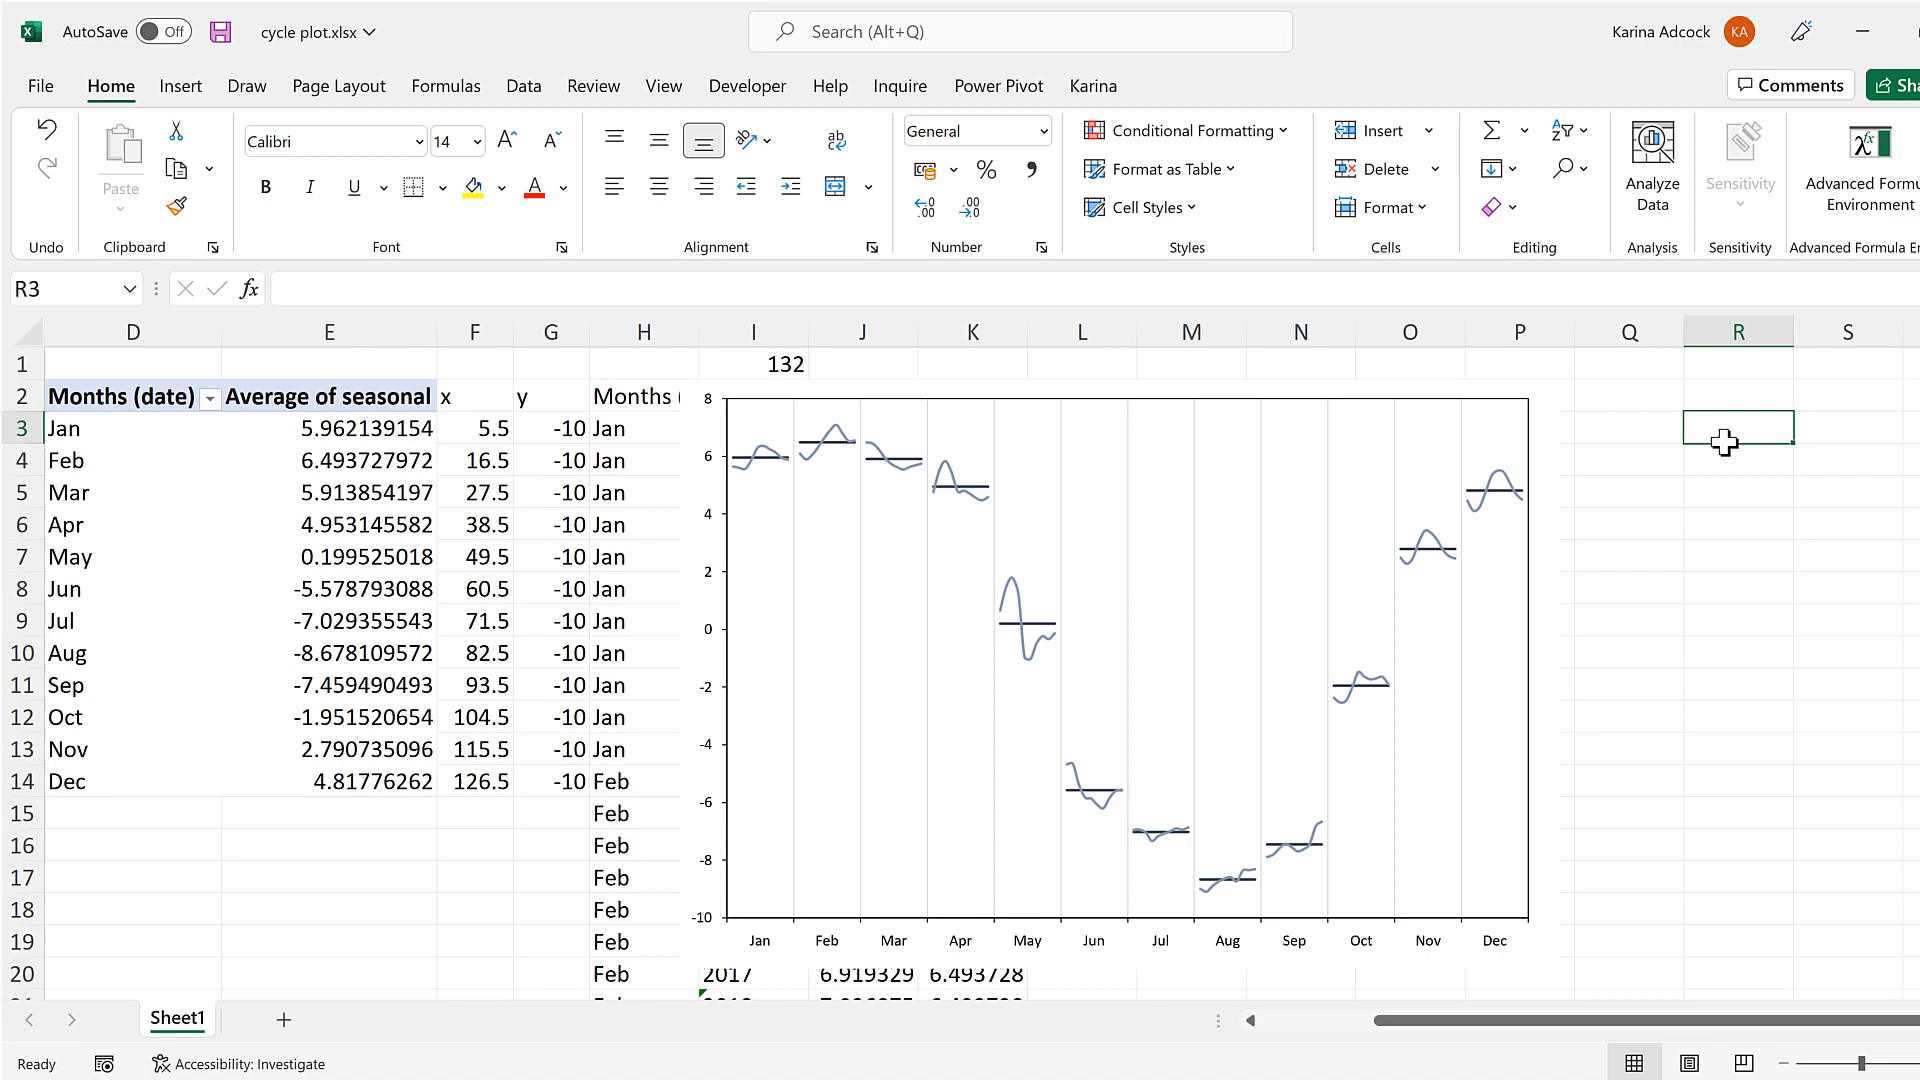 AutoSave Off cycle plot.xlsx Search (Alt+Q) Karina Adcock KA
File Home Insert Draw Page Layout Formulas Data Review View Developer Help Inquire Power Pivot Karina Comments
Calibri 14 General Conditional Formatting Insert
Paste B I U A ab % Format as Table Delete Analyze Data Sensitivity Advanced
Cell Styles Format Environment
Undo Clipboard Font Alignment Number Styles Cells Editing Analysis Sensitivity Advanced Formula
R3 fx
D E F G H I J K L M N O P Q R S
1 132
2 Months (date) Average of seasonal x y Months
3 Jan 5.962139154 5.5 -10 Jan
4 Feb 6.493727972 16.5 -10 Jan
5 Mar 5.913854197 27.5 -10 Jan
6 Apr 4.953145582 38.5 -10 Jan
7 May 0.199525018 49.5 -10 Jan
8 Jun -5.578793088 60.5 -10 Jan
9 Jul -7.029355543 71.5 -10 Jan
10 Aug -8.678109572 82.5 -10 Jan
11 Sep -7.459490493 93.5 -10 Jan
12 Oct -1.951520654 104.5 -10 Jan
13 Nov 2.790735096 115.5 -10 Jan
14 Dec 4.81776262 126.5 -10 Feb
15 Feb
16 Feb
17 Feb
18 Feb
19 Feb
20 Feb 2017 6.919329 6.493728
8
6
4
2
0
-2
-4
-6
-8
-10
Jan Feb Mar Apr May Jun Jul Aug Sep Oct Nov Dec
Sheet1
Ready Accessibility: Investigate